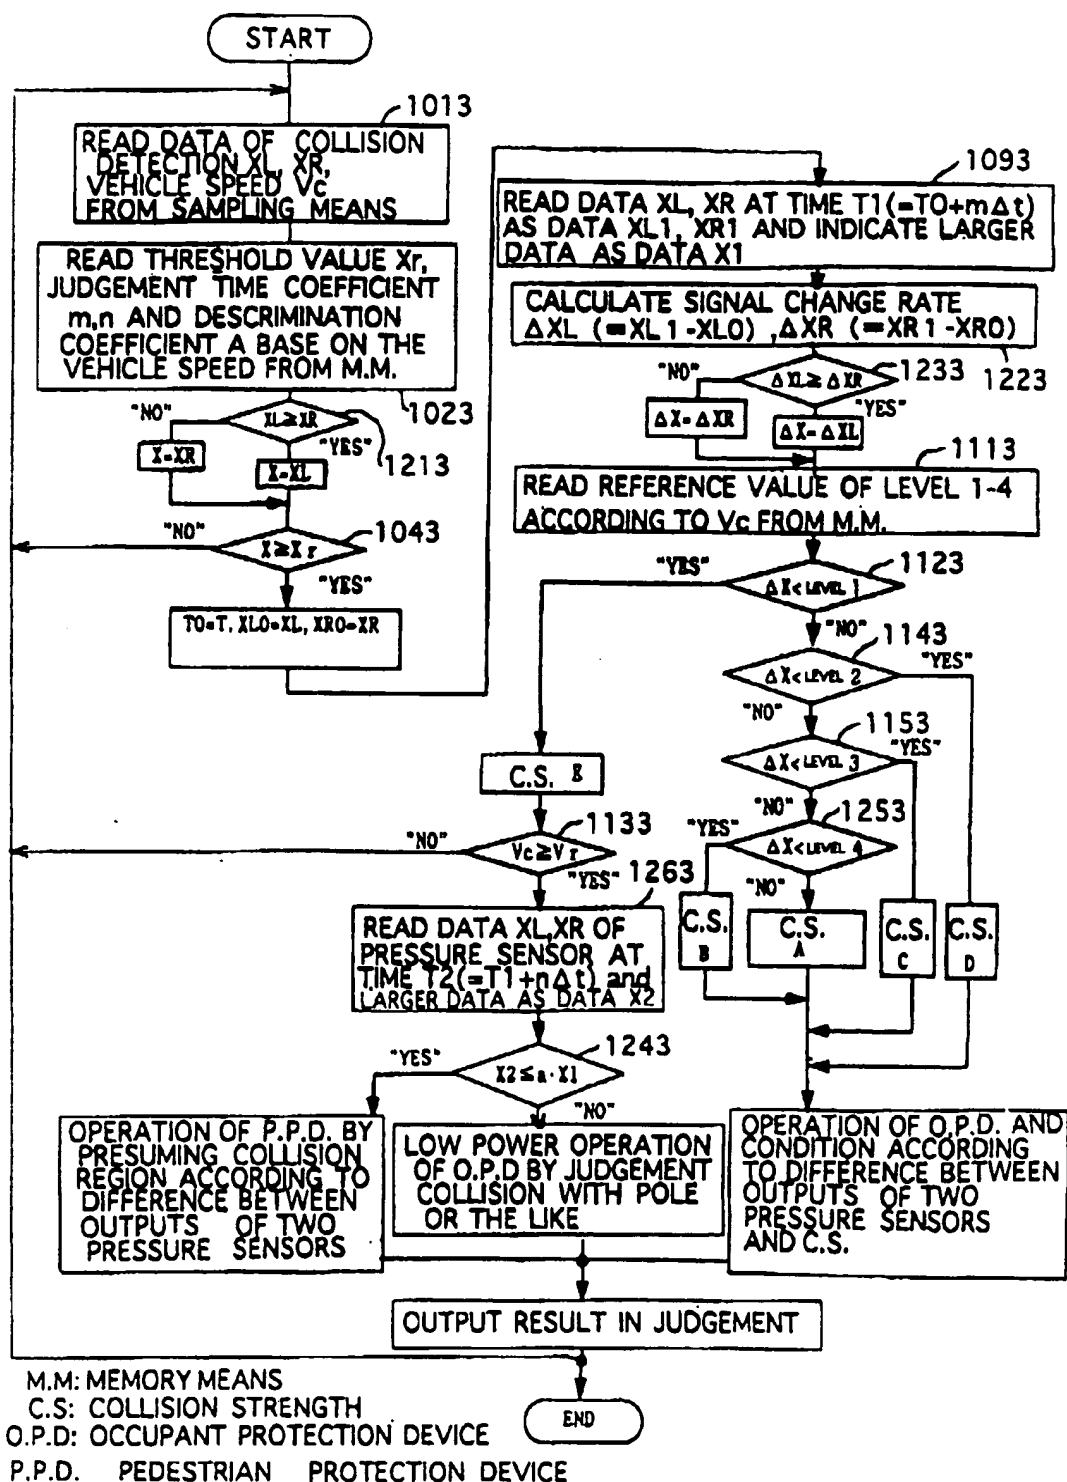 START
1013
READ DATA OF COLLISION
DETECTION XL, XR,
VEHICLE SPEED Vc
FROM SAMPLING MEANS
READ THRESHOLD VALUE Xr,
JUDGEMENT TIME COEFFICIENT
m,n AND DESCRIMINATION
COEFFICIENT A BASE ON THE
VEHICLE SPEED FROM M.M.
1023
"NO"
XL≧XR
"YES"
1213
X=XR
X=XL
"NO"
X≧Xr
1043
"YES"
T0=T, XL0=XL, XR0=XR
1093
READ DATA XL, XR AT TIME T1(=T0+mΔt)
AS DATA XL1, XR1 AND INDICATE LARGER
DATA AS DATA X1
CALCULATE SIGNAL CHANGE RATE
ΔXL (=XL1-XL0) ,ΔXR (=XR1-XR0)
1223
"NO"
ΔXL≧ΔXR
1233
"YES"
ΔX=ΔXR
ΔX=ΔXL
1113
READ REFERENCE VALUE OF LEVEL 1-4
ACCORDING TO Vc FROM M.M.
"YES"
ΔX<LEVEL 1
1123
"NO"
1143
ΔX<LEVEL 2
"YES"
"NO"
1153
ΔX<LEVEL 3
"YES"
"NO"
1253
"YES"
ΔX<LEVEL 4
"NO"
C.S. E
C.S.
B
C.S.
A
C.S.
C
C.S.
D
"NO"
Vc≧Vr
1133
"YES"
1263
READ DATA XL,XR OF
PRESSURE SENSOR AT
TIME T2(=T1+nΔt) and
LARGER DATA AS DATA X2
"YES"
X2≦a·X1
1243
"NO"
OPERATION OF P.P.D. BY
PRESUMING COLLISION
REGION ACCORDING TO
DIFFERENCE BETWEEN
OUTPUTS OF TWO
PRESSURE SENSORS
LOW POWER OPERATION
OF O.P.D BY JUDGEMENT
COLLISION WITH POLE
OR THE LIKE
OPERATION OF O.P.D. AND
CONDITION ACCORDING
TO DIFFERENCE BETWEEN
OUTPUTS OF TWO
PRESSURE SENSORS
AND C.S.
OUTPUT RESULT IN JUDGEMENT
END
M.M: MEMORY MEANS
C.S: COLLISION STRENGTH
O.P.D: OCCUPANT PROTECTION DEVICE
P.P.D. PEDESTRIAN PROTECTION DEVICE